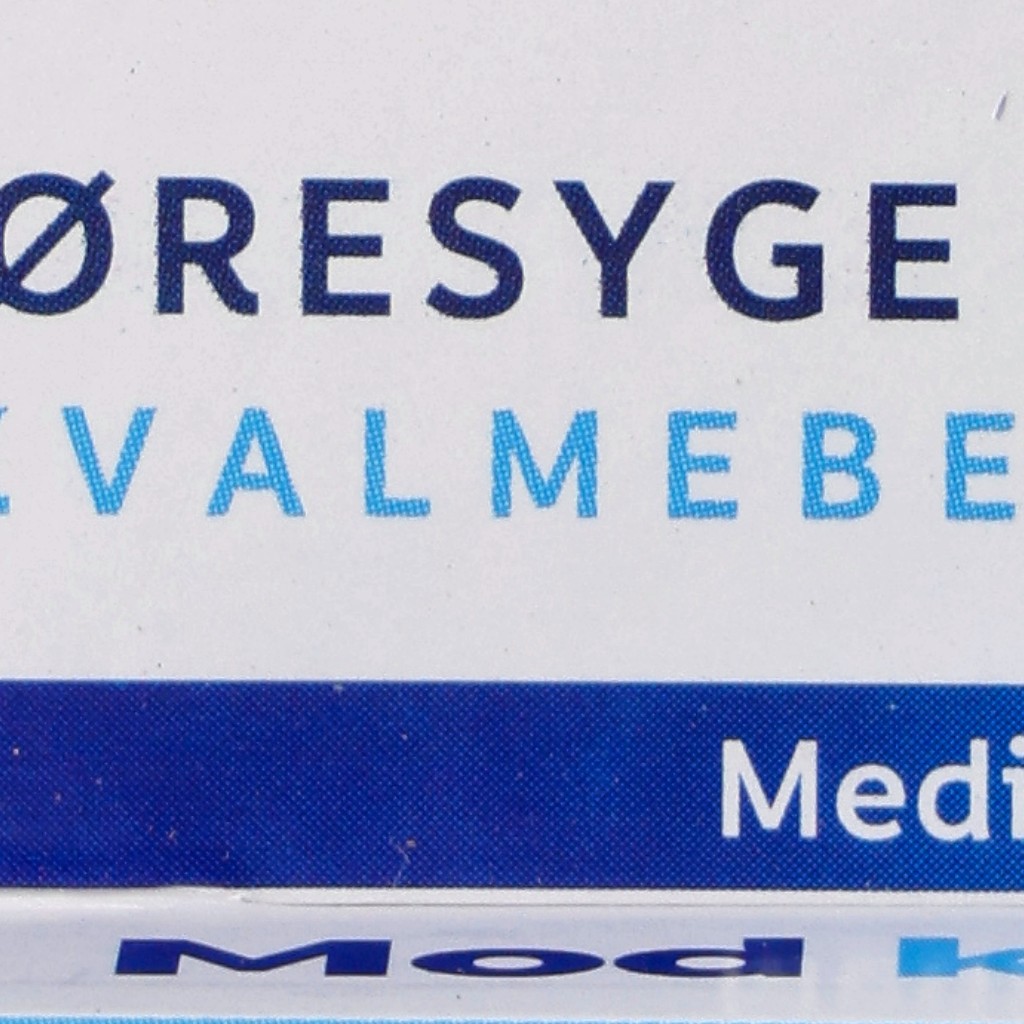 ØRESYGE
VALMEBE
Medi
Mod k